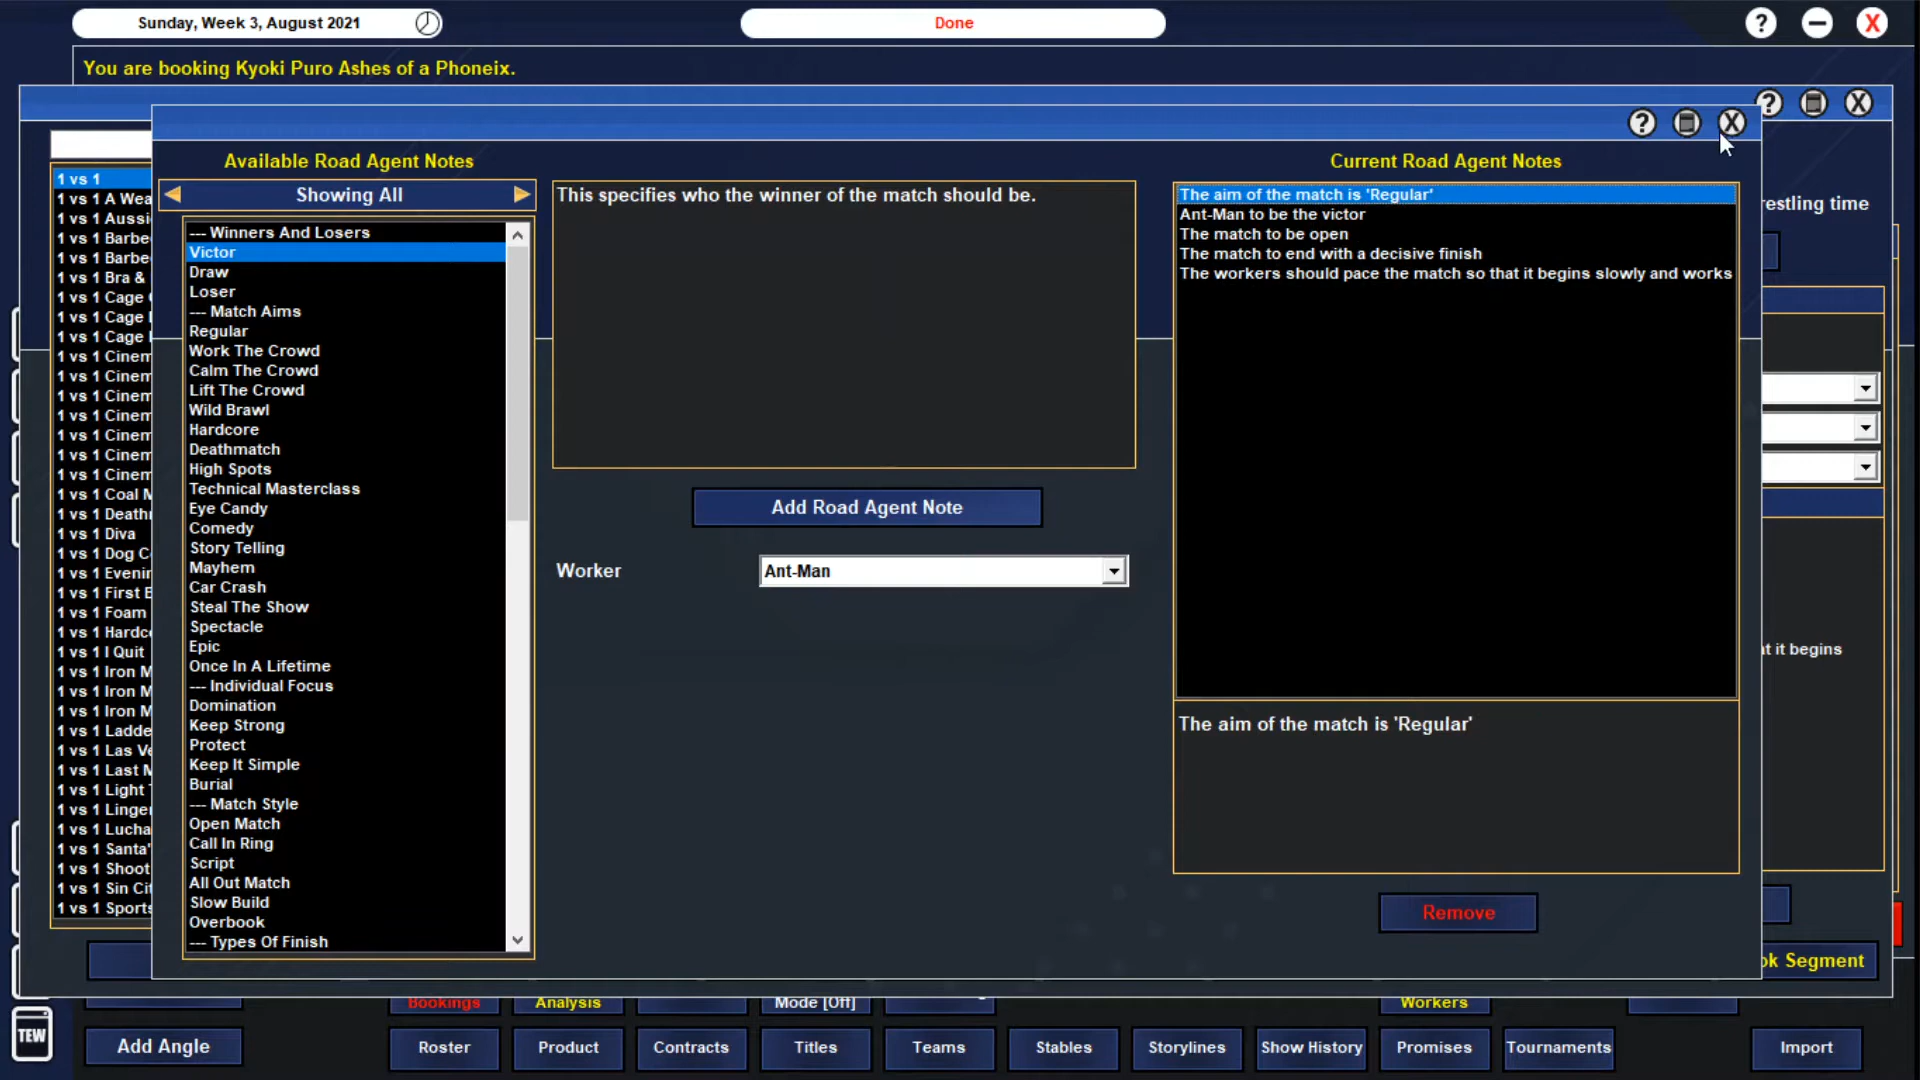 Sunday, Week 3, August 2021
Done
You are booking Kyoki Puro Ashes of a Phoneix.
Available Road Agent Notes
Showing All
--- Winners And Losers
Victor
Draw
Loser
--- Match Aims
Regular
Work The Crowd
Calm The Crowd
Lift The Crowd
Wild Brawl
Hardcore
Deathmatch
High Spots
Technical Masterclass
Eye Candy
Comedy
Story Telling
Mayhem
Car Crash
Steal The Show
Spectacle
Epic
Once In A Lifetime
--- Individual Focus
Domination
Keep Strong
Protect
Keep It Simple
Burial
--- Match Style
Open Match
Call In Ring
Script
All Out Match
Slow Build
Overbook
--- Types Of Finish
This specifies who the winner of the match should be.
Add Road Agent Note
Worker
Ant-Man
Current Road Agent Notes
The aim of the match is 'Regular'
Ant-Man to be the victor
The match to be open
The match to end with a decisive finish
The workers should pace the match so that it begins slowly and works
The aim of the match is 'Regular'
Remove
1 vs 1
1 vs 1 A Wea
1 vs 1 Aussi
1 vs 1 Barbe
1 vs 1 Barbe
1 vs 1 Bra &
1 vs 1 Cage
1 vs 1 Cage
1 vs 1 Cage
1 vs 1 Cinem
1 vs 1 Cinem
1 vs 1 Cinem
1 vs 1 Cinem
1 vs 1 Cinem
1 vs 1 Cinem
1 vs 1 Cinem
1 vs 1 Coal
1 vs 1 Death
1 vs 1 Diva
1 vs 1 Dog C
1 vs 1 Evenin
1 vs 1 First
1 vs 1 Foam
1 vs 1 Hardc
1 vs 1 I Quit
1 vs 1 Iron M
1 vs 1 Iron M
1 vs 1 Iron M
1 vs 1 Ladde
1 vs 1 Las Ve
1 vs 1 Last
1 vs 1 Light
1 vs 1 Linger
1 vs 1 Lucha
1 vs 1 Santa'
1 vs 1 Shoot
1 vs 1 Sin Cit
1 vs 1 Sports
restling time
it begins
ok Segment
Bookings
Analysis
Mode [Off]
Workers
TEW
Add Angle
Roster
Product
Contracts
Titles
Teams
Stables
Storylines
Show History
Promises
Tournaments
Import